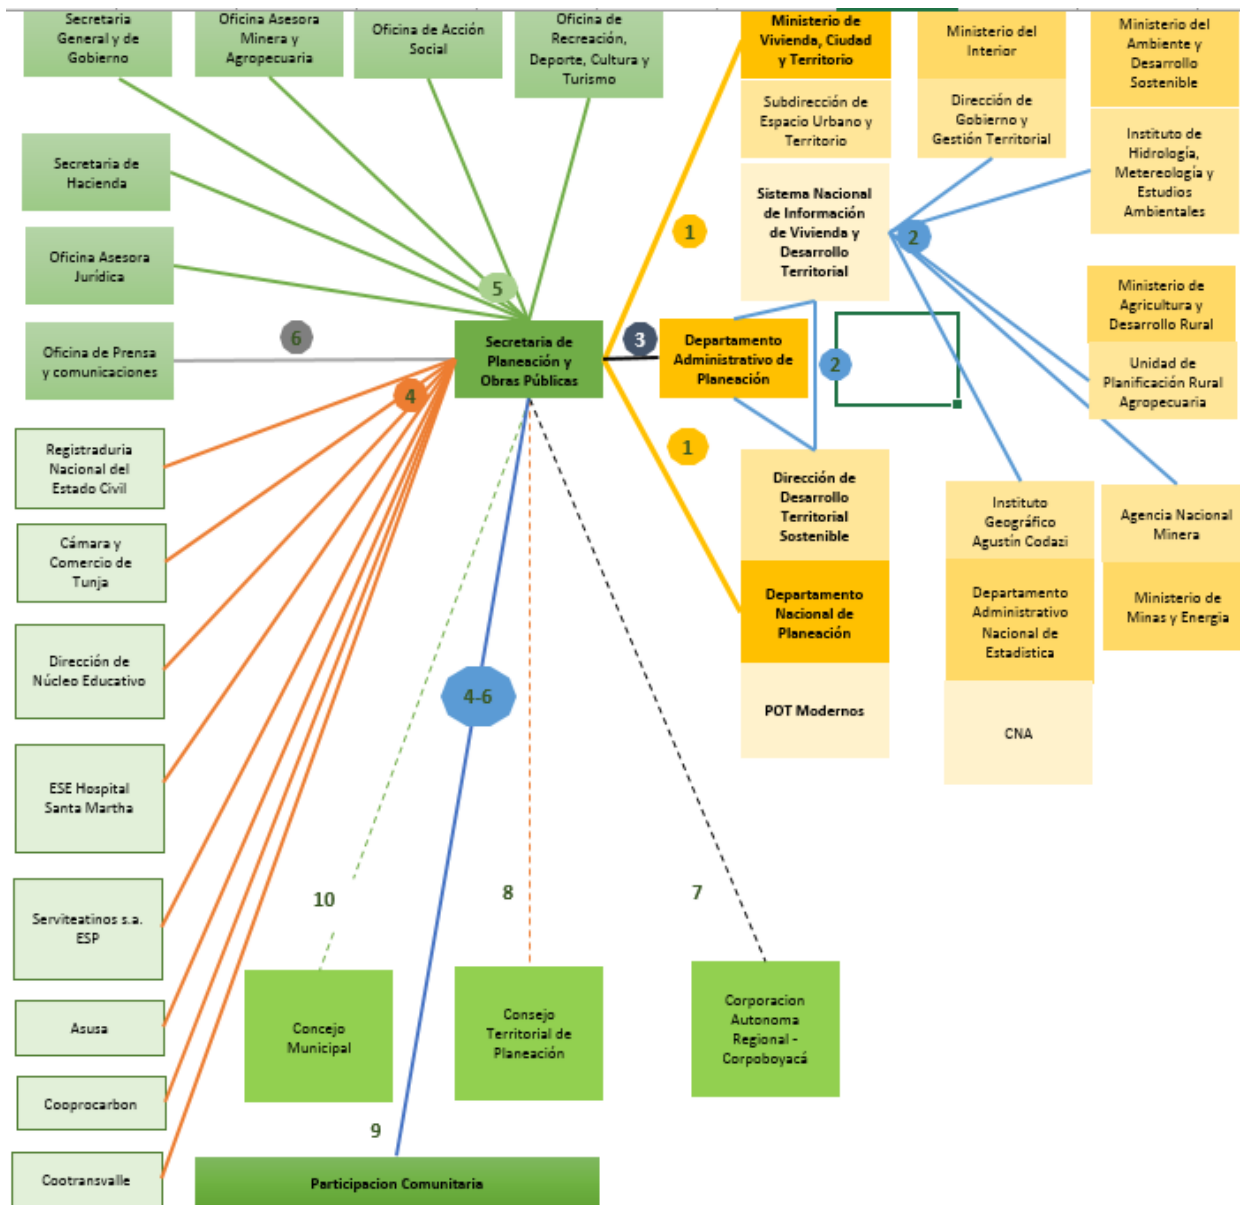 Secretaria
General y de
Gobierno
Oficina Asesora
Minera y
Agropecuaria
Oficina de Acción
Social
Oficina de
Recreación,
Deporte, Cultura y
Turismo
Ministerio de
Vivienda, Ciudad
y Territorio
Ministerio del
Interior
Ministerio del
Ambiente y
Desarrollo
Sostenible
Subdirección de
Espacio Urbano y
Territorio
Dirección de
Gobierno y
Gestión Territorial
Instituto de
Hidrología,
Metereología y
Estudios
Ambientales
Secretaria de
Hacienda
Sistema Nacional
de Información
de Vivienda y
Desarrollo
Territorial
1
2
Oficina Asesora
Jurídica
5
Ministerio de
Agricultura y
Desarrollo Rural
Oficina de Prensa
y comunicaciones
6
Secretaria de
Planeación y
Obras Públicas
3
Departamento
Administrativo de
Planeación
2
Unidad de
Planificación Rural
Agropecuaria
4
1
Registraduria
Nacional del
Estado Civil
Dirección de
Desarrollo
Territorial
Sostenible
Instituto
Geográfico
Agustín Codazi
Agencia Nacional
Minera
Cámara y
Comercio de
Tunja
Departamento
Nacional de
Planeación
Departamento
Administrativo
Nacional de
Estadistica
Ministerio de
Minas y Energia
Dirección de
Núcleo Educativo
4-6
POT Modernos
CNA
ESE Hospital
Santa Martha
10
8
7
Serviteatinos s.a.
ESP
Asusa
Concejo
Municipal
Consejo
Territorial de
Planeación
Corporacion
Autonoma
Regional -
Corpoboyacá
Cooprocarbon
9
Cootransvalle
Participacion Comunitaria